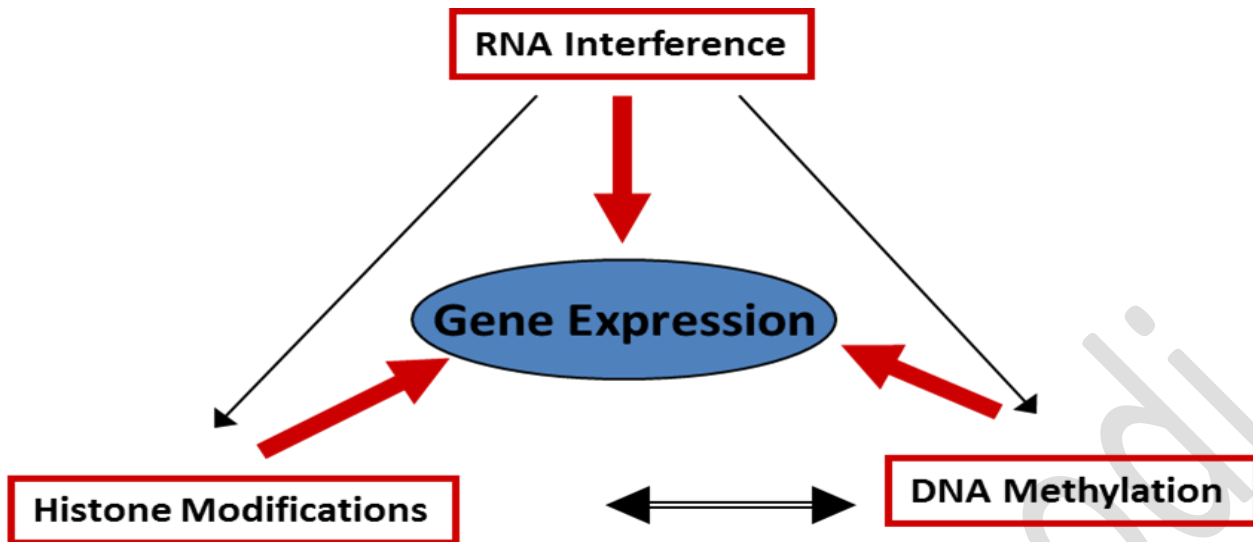 RNA Interference
Gene Expression
Histone Modifications
DNA Methylation